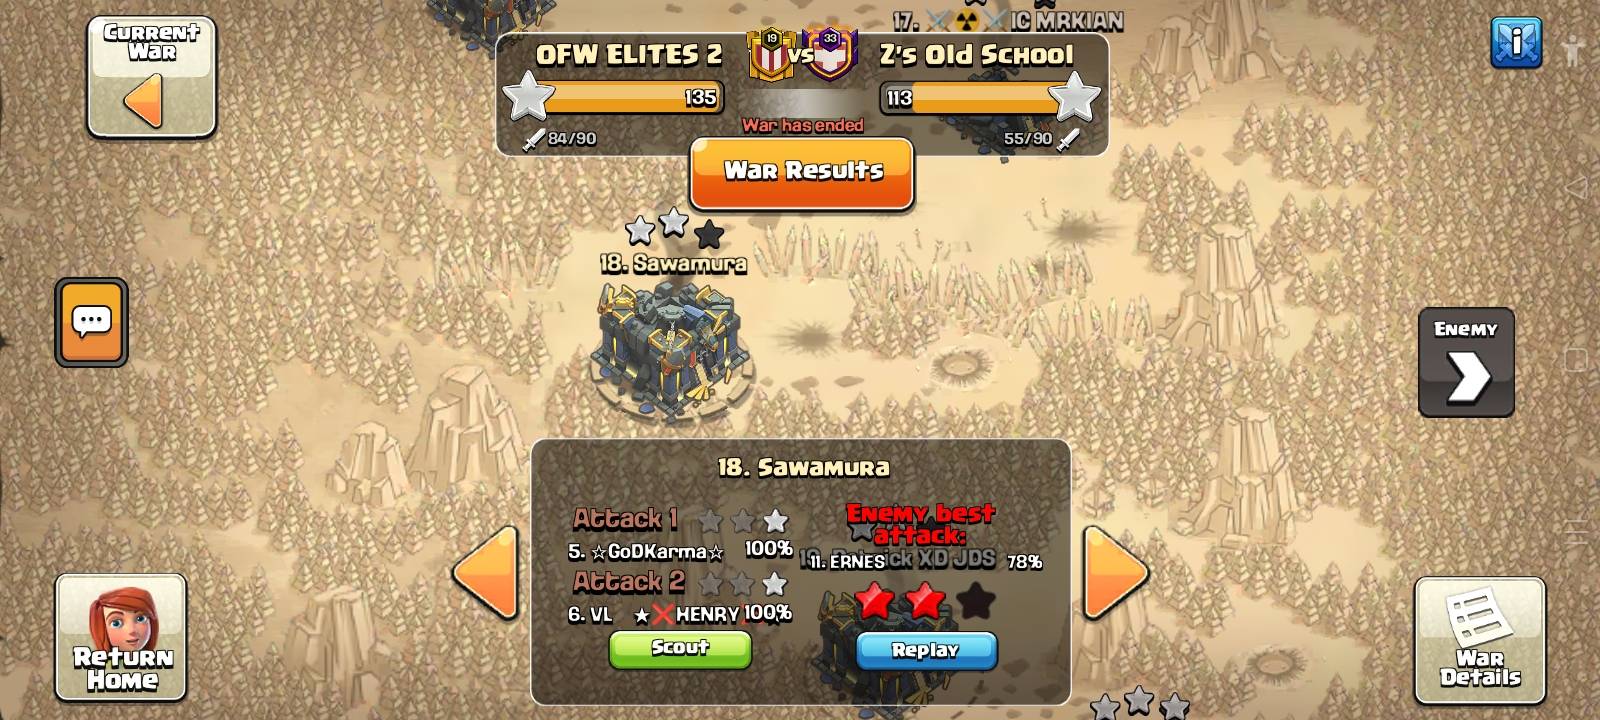 Current
War
17. IC MRKIAN
OFW ELITES 2
19
VS
33
Z's Old School
135
113
War has ended
84/90
55/90
War Results
18. Sawamura
Enemy
18. Sawamura
Attack 1
5. ☆GoDKarma☆ 100%
Attack 2
6. VL ★❌HENRY 100%
Scout
Enemy best
attack:
11. ERNES 78%
XD JDS
Replay
Return
Home
War
Details